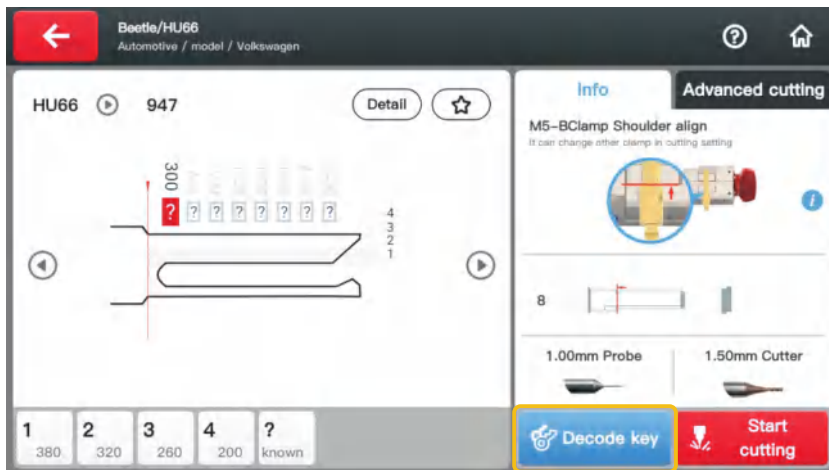 Beetle/HU66
Automotive / model / Volkswagen
HU66 947
Detail
300
? ? ? ? ? ? ? ?
4
3
2
1
1 2 3 4 ?
380 320 260 200 known
Info
Advanced cutting
M5-BClamp Shoulder align
It can change other clamp in cutting setting
8
1.00mm Probe
1.50mm Cutter
Decode key
Start
cutting